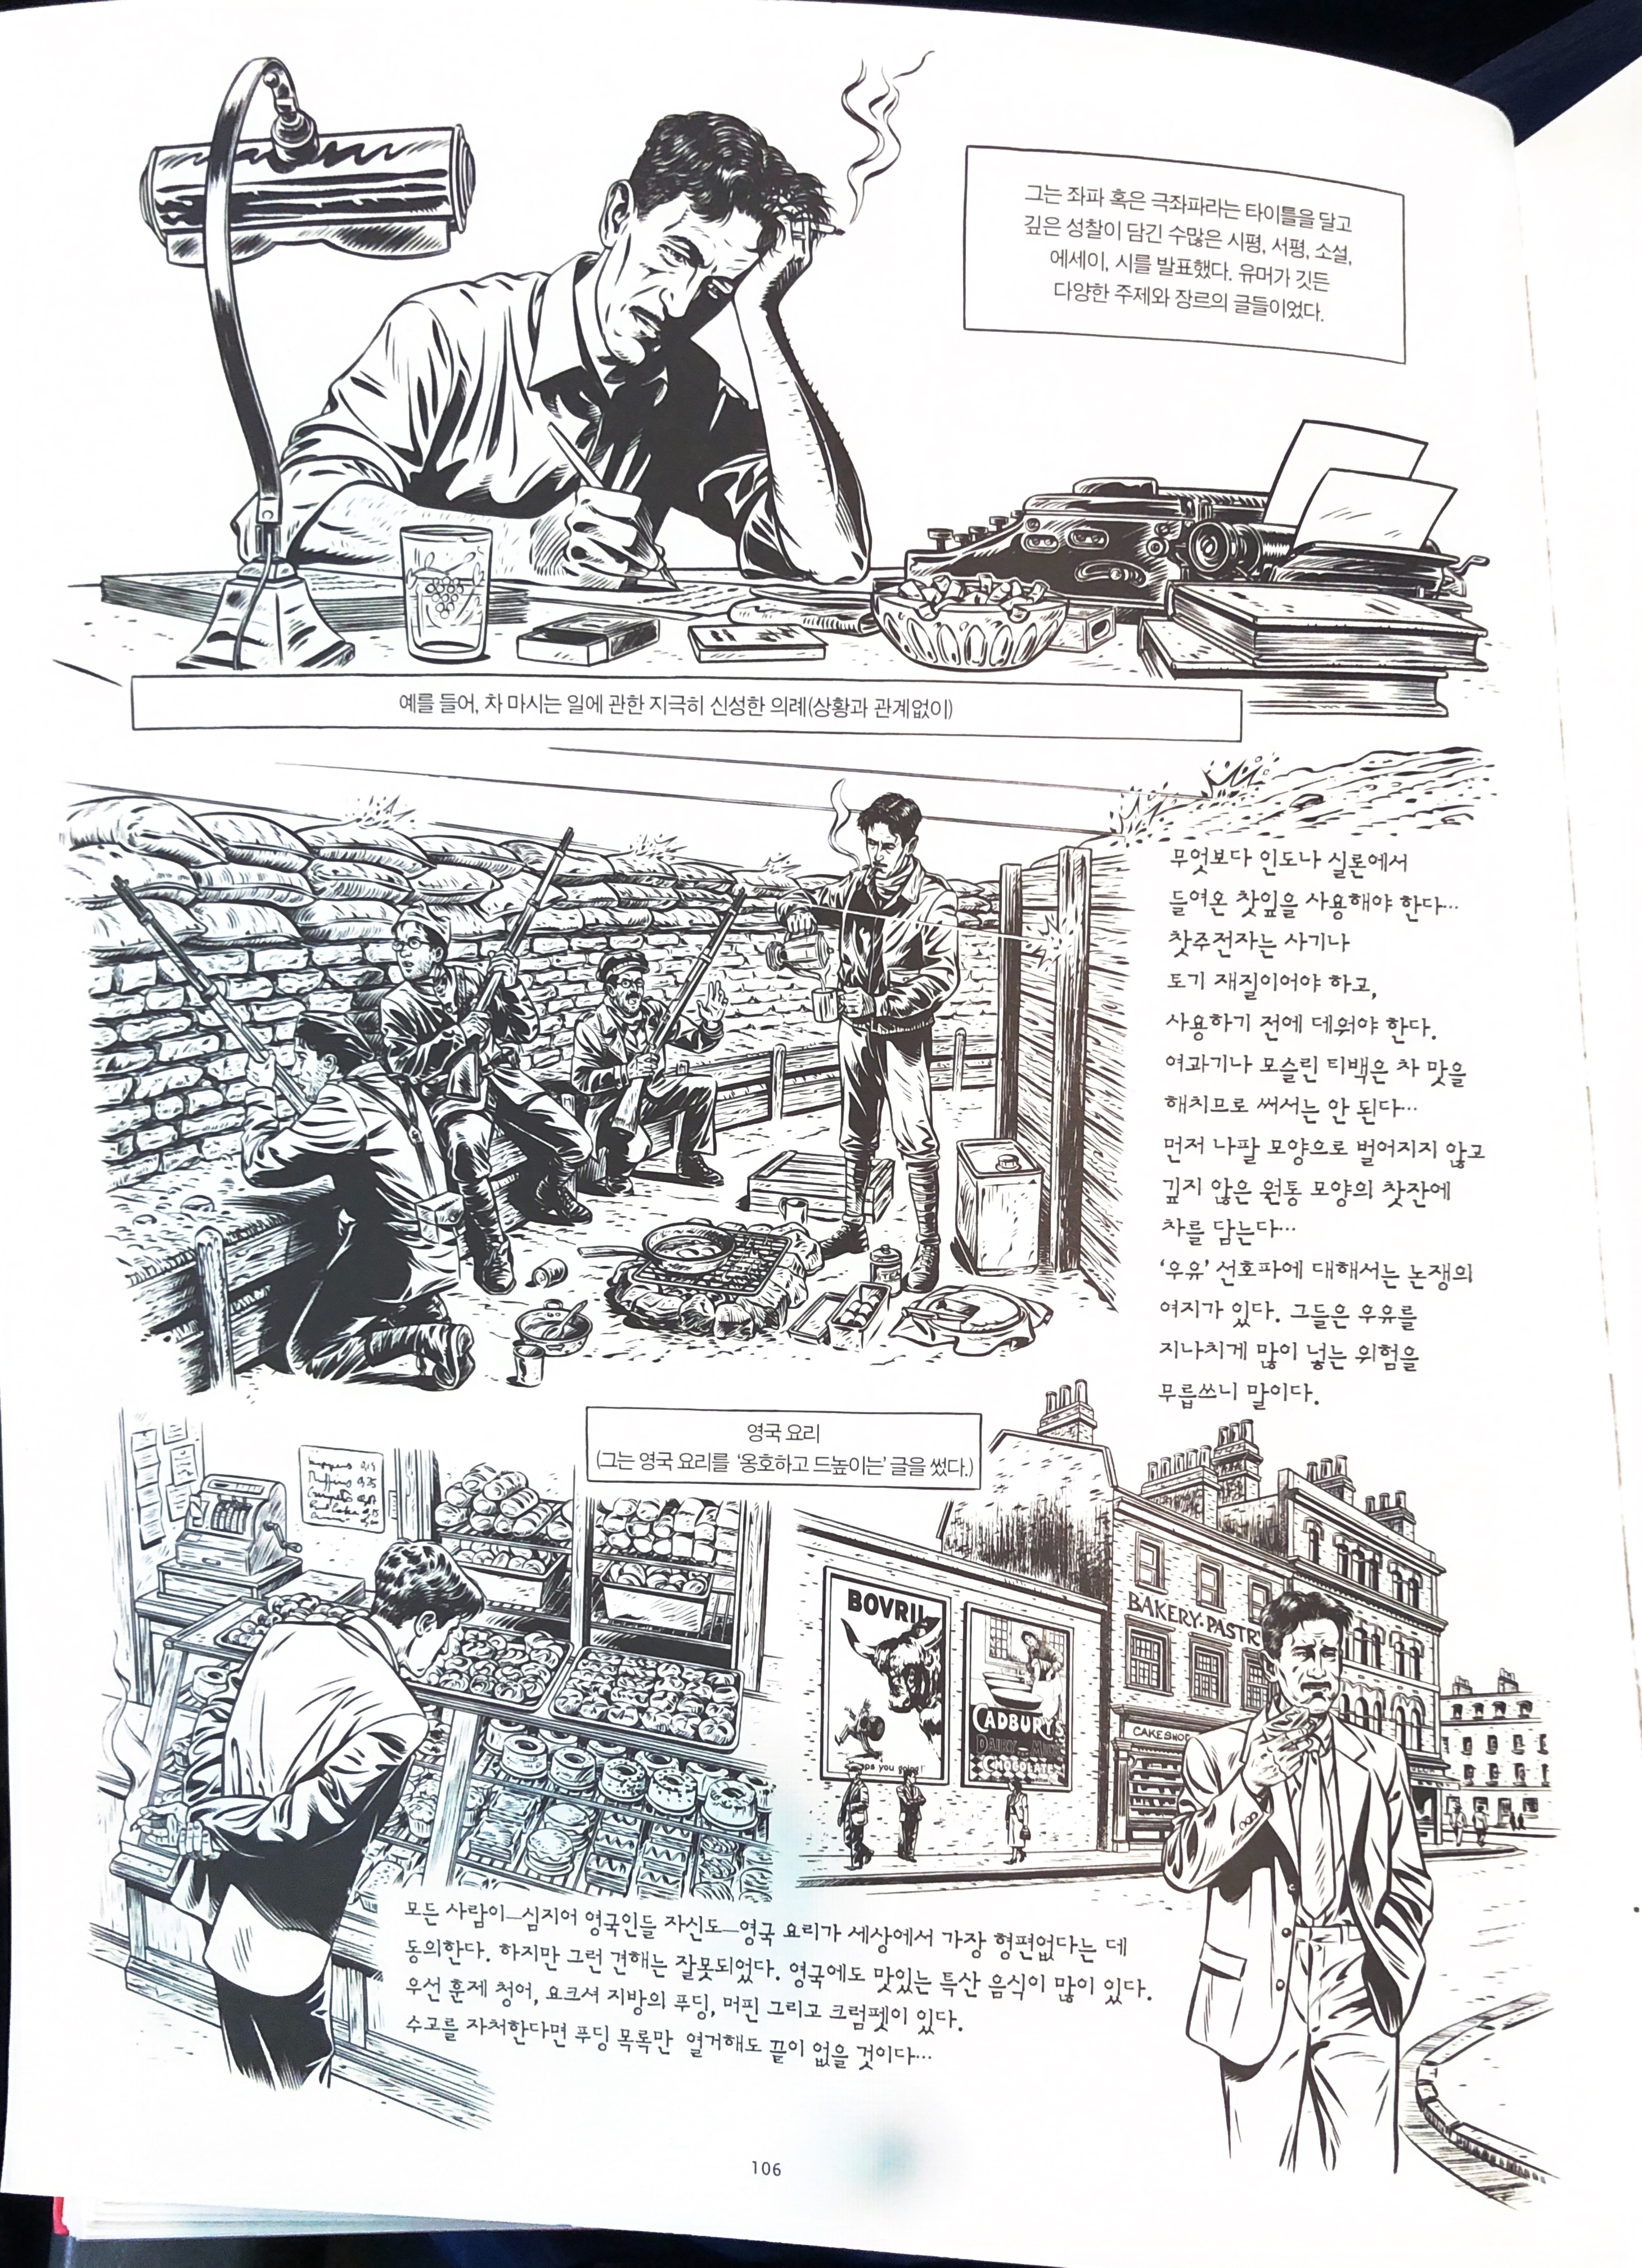 그는 좌파 혹은 극좌파라는 타이틀을 달고
깊은 성찰이 담긴 수많은 시평, 서평, 소설,
에세이, 시를 발표했다. 유머가 깃든
다양한 주제와 장르의 글들이었다.
예를 들어, 차 마시는 일에 관한 지극히 신성한 의례(상황과 관계없이)
무엇보다 인도나 실론에서
들여온 찻잎을 사용해야 한다…
찻주전자는 사기나
토기 재질이어야 하고,
사용하기 전에 데워야 한다.
여과기나 모슬린 티백은 차 맛을
해치므로 써서는 안 된다…
먼저 나팔 모양으로 벌어지지 않고
깊지 않은 원통 모양의 찻잔에
차를 담는다…
‘우유’ 선호파에 대해서는 논쟁의
여지가 있다. 그들은 우유를
지나치게 많이 넣는 위험을
무릅쓰니 말이다.
TEA
영국 요리
(그는 영국 요리를 ‘옹호하고 드높이는’ 글을 썼다.)
BOVRIL
ps you going!
CADBURY'S
DAIRY MILK
CHOCOLATE
BAKERY·PASTR
CAKE SHOP
모든 사람이—심지어 영국인들 자신도—영국 요리가 세상에서 가장 형편없다는 데
동의한다. 하지만 그런 견해는 잘못되었다. 영국에도 맛있는 특산 음식이 많이 있다.
우선 훈제 청어, 요크셔 지방의 푸딩, 머핀 그리고 크럼펫이 있다.
수고를 자처한다면 푸딩 목록만 열거해도 끝이 없을 것이다…
106